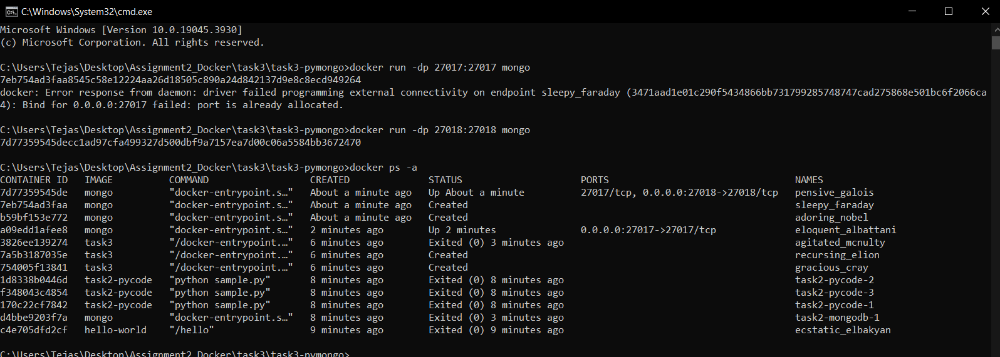 C:\Windows\System32\cmd.exe
Microsoft Windows [Version 10.0.19045.3930]
(c) Microsoft Corporation. All rights reserved.
C:\Users\Tejas\Desktop\Assignment2_Docker\task3\task3-pymongo>docker run -dp 27017:27017 mongo
7eb754ad3faa8545c58e12224aa26d18505c890a24d842137d9e8c8ecd949264
docker: Error response from daemon: driver failed programming external connectivity on endpoint sleepy_faraday (3471aad1e01c290f5434866bb731799285748747cad275868e501bc6f2066ca
4): Bind for 0.0.0.0:27017 failed: port is already allocated.
C:\Users\Tejas\Desktop\Assignment2_Docker\task3\task3-pymongo>docker run -dp 27018:27018 mongo
7d77359545decc1ad97cfa499327d500dbf9a7157ea7d00c06a5584bb3672470
C:\Users\Tejas\Desktop\Assignment2_Docker\task3\task3-pymongo>docker ps -a
CONTAINER ID   IMAGE          COMMAND                  CREATED              STATUS                     PORTS                                 NAMES
7d77359545de   mongo          "docker-entrypoint.s…"   About a minute ago   Up About a minute          27017/tcp, 0.0.0.0:27018->27018/tcp   pensive_galois
7eb754ad3faa   mongo          "docker-entrypoint.s…"   About a minute ago   Created                                                          sleepy_faraday
b59bf153e772   mongo          "docker-entrypoint.s…"   About a minute ago   Created                                                          adoring_nobel
a09edd1afee8   mongo          "docker-entrypoint.s…"   2 minutes ago        Up 2 minutes               0.0.0.0:27017->27017/tcp              eloquent_albattani
3826ee139274   task3          "/docker-entrypoint.…"   6 minutes ago        Exited (0) 3 minutes ago                                         agitated_mcnulty
7a5b3187035e   task3          "/docker-entrypoint.…"   6 minutes ago        Created                                                          recursing_elion
754005f13841   task3          "/docker-entrypoint.…"   6 minutes ago        Created                                                          gracious_cray
1d8338b0446d   task2-pycode   "python sample.py"       8 minutes ago        Exited (0) 8 minutes ago                                         task2-pycode-2
f348043c4854   task2-pycode   "python sample.py"       8 minutes ago        Exited (0) 8 minutes ago                                         task2-pycode-3
170c22cf7842   task2-pycode   "python sample.py"       8 minutes ago        Exited (0) 8 minutes ago                                         task2-pycode-1
d4bbe9203f7a   mongo          "docker-entrypoint.s…"   8 minutes ago        Exited (0) 3 minutes ago                                         task2-mongodb-1
c4e705dfd2cf   hello-world    "/hello"                 9 minutes ago        Exited (0) 9 minutes ago                                         ecstatic_elbakyan
C:\Users\Tejas\Desktop\Assignment2_Docker\task3\task3-pymongo>